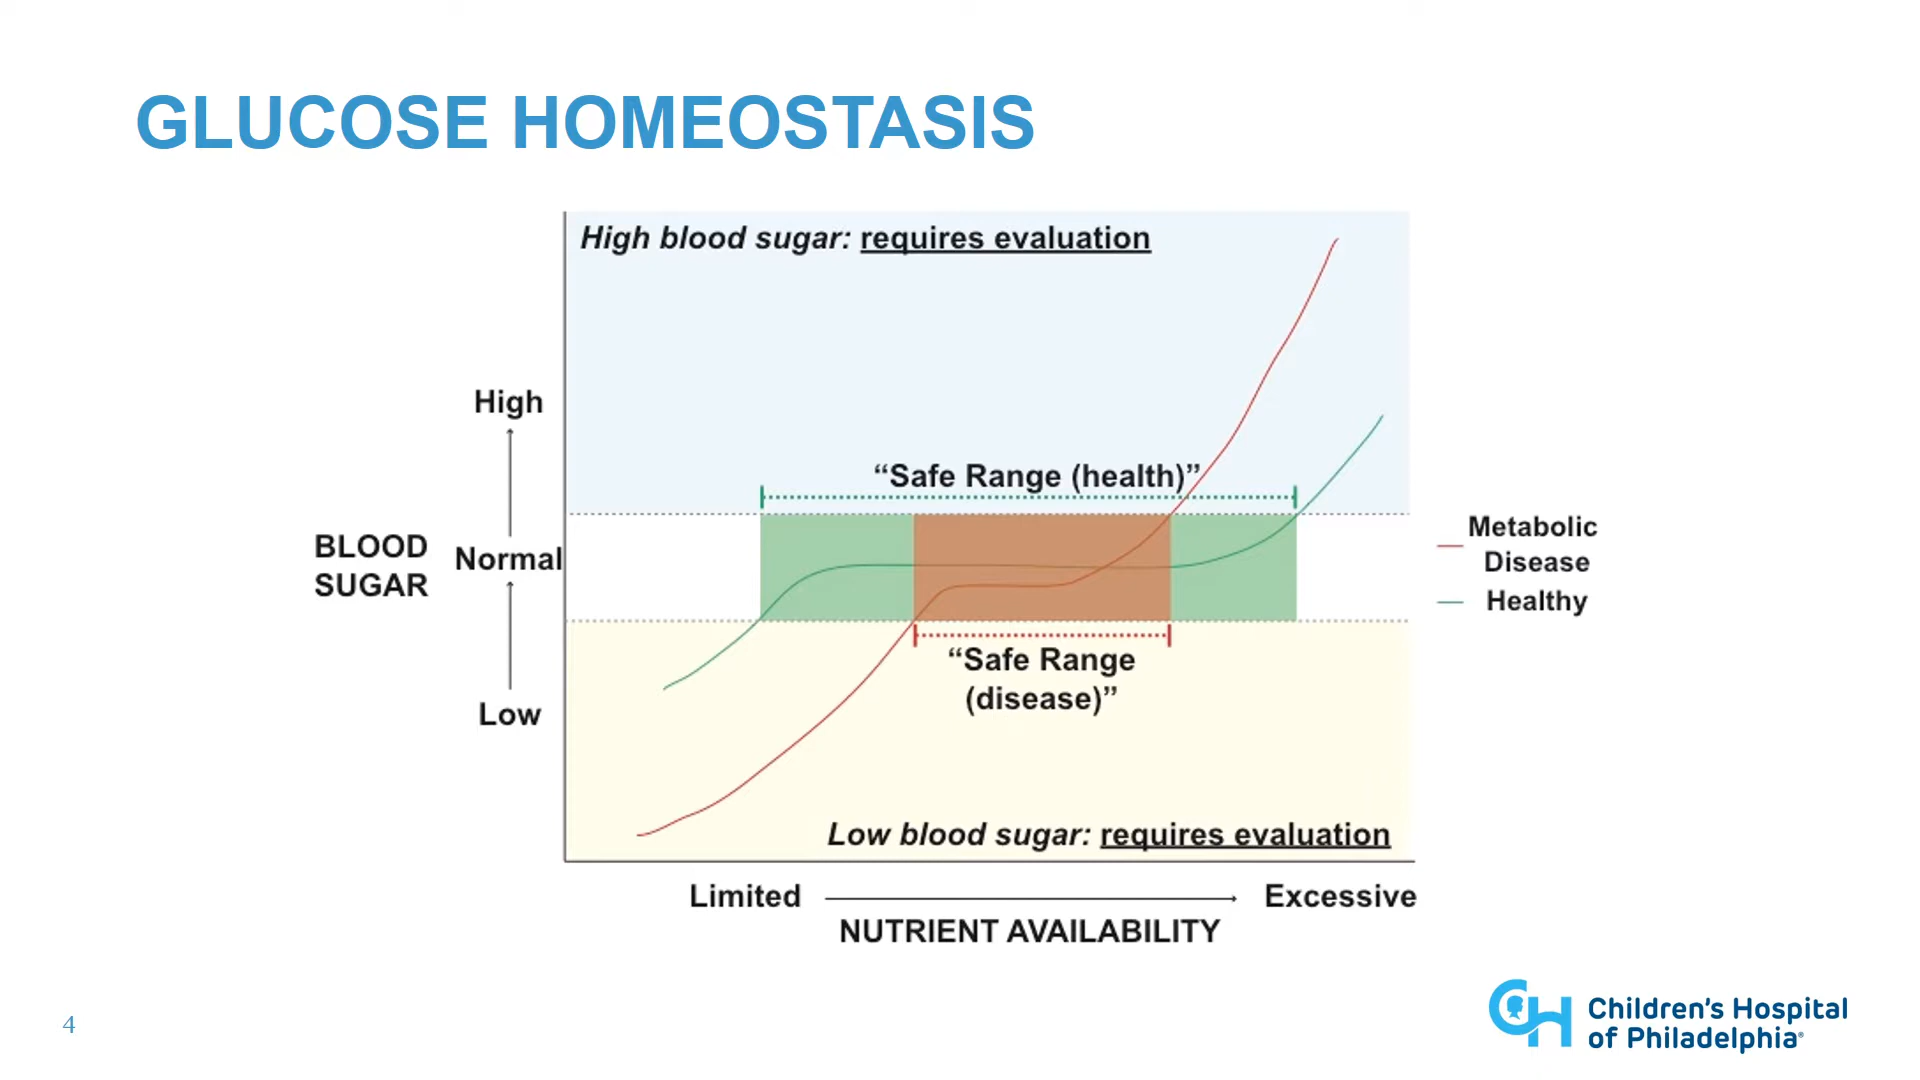 GLUCOSE HOMEOSTASIS
High blood sugar: requires evaluation
High
“Safe Range (health)”
BLOOD
SUGAR
Normal
Metabolic
Disease
Healthy
“Safe Range
(disease)”
Low
Low blood sugar: requires evaluation
Limited
Excessive
NUTRIENT AVAILABILITY
4
CH
Children's Hospital
of Philadelphia®